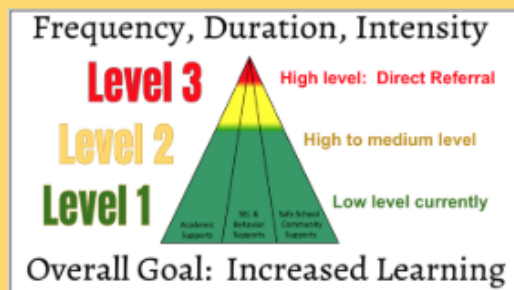 Frequency, Duration, Intensity
Level 3
High level: Direct Referral
Level 2
High to medium level
Level 1
Low level currently
Academic
Supports
SEL &
Behavior
Supports
Safe School
Community
Supports
Overall Goal: Increased Learning